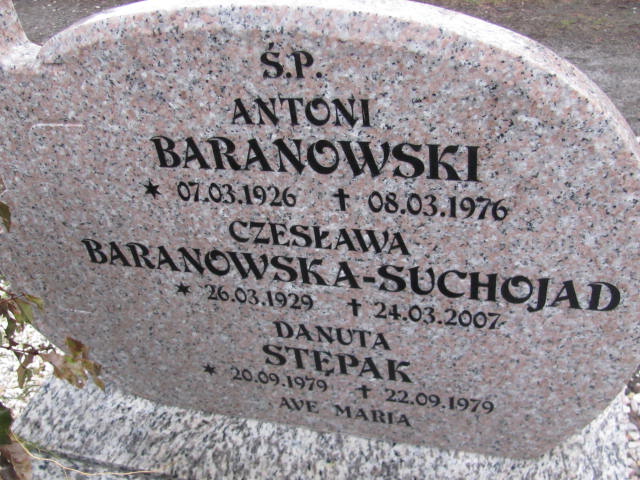 Ś.P.
ANTONI
BARANOWSKI
* 07.03.1926 † 08.03.1976
CZESŁAWA
BARANOWSKA-SUCHOJAD
* 26.03.1929 † 24.03.2007
DANUTA
STĘPAK
* 20.09.1979 † 22.09.1979
AVE MARIA